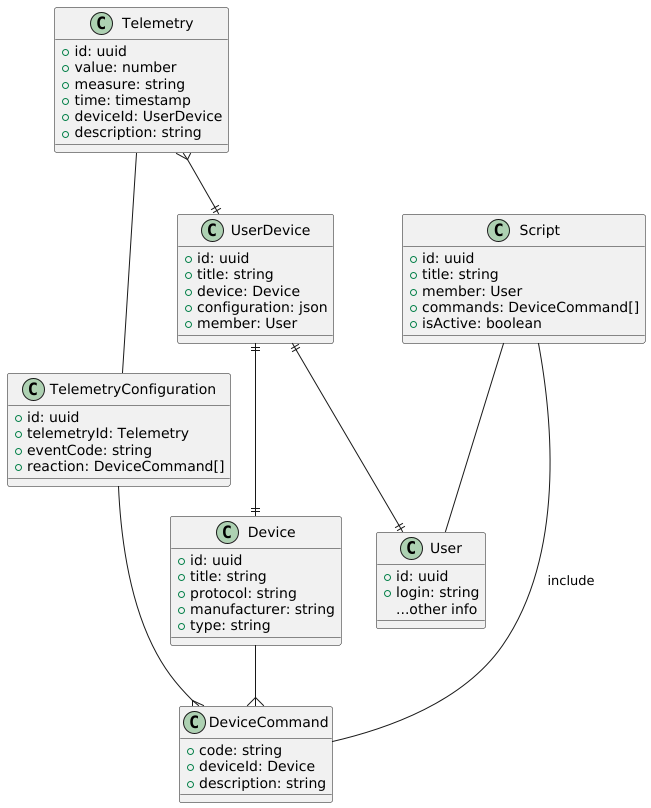 C Telemetry
id: uuid
value: number
measure: string
time: timestamp
deviceId: UserDevice
description: string
C UserDevice
id: uuid
title: string
device: Device
configuration: json
member: User
C Script
id: uuid
title: string
member: User
commands: DeviceCommand[]
isActive: boolean
C TelemetryConfiguration
id: uuid
telemetryId: Telemetry
eventCode: string
reaction: DeviceCommand[]
C Device
id: uuid
title: string
protocol: string
manufacturer: string
type: string
C User
id: uuid
login: string
...other info
include
C DeviceCommand
code: string
deviceId: Device
description: string